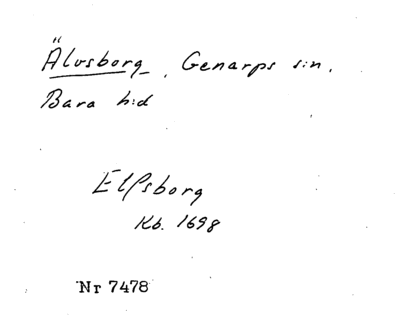 Älvsborg, Genarps s:n,
Bara h:d
Elfsborg
Kb. 1698
Nr 7478